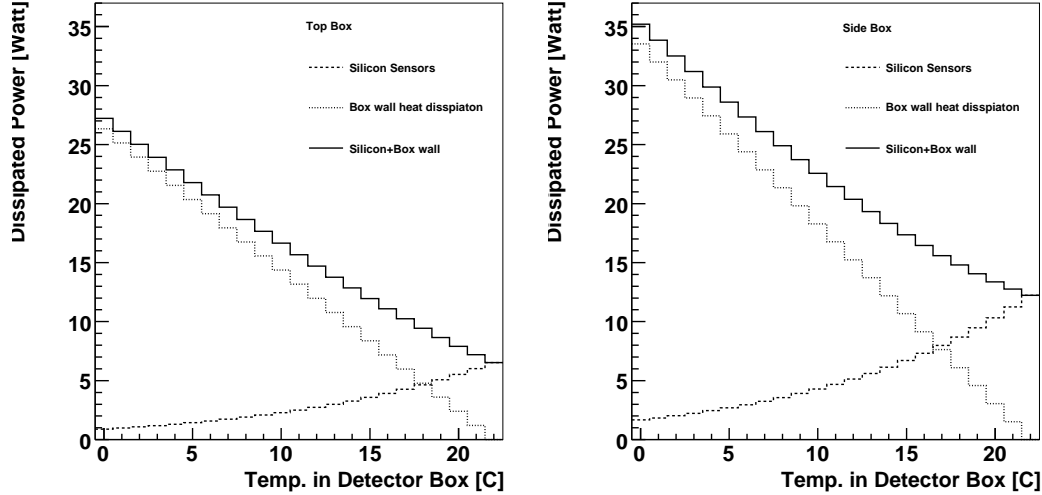 Dissipated Power [Watt]
35
30
25
20
15
10
5
0
Top Box
Silicon Sensors
Box wall heat disspiaton
Silicon+Box wall
0 5 10 15 20
Temp. in Detector Box [C]
Dissipated Power [Watt]
35
30
25
20
15
10
5
0
Side Box
Silicon Sensors
Box wall heat disspiaton
Silicon+Box wall
0 5 10 15 20
Temp. in Detector Box [C]